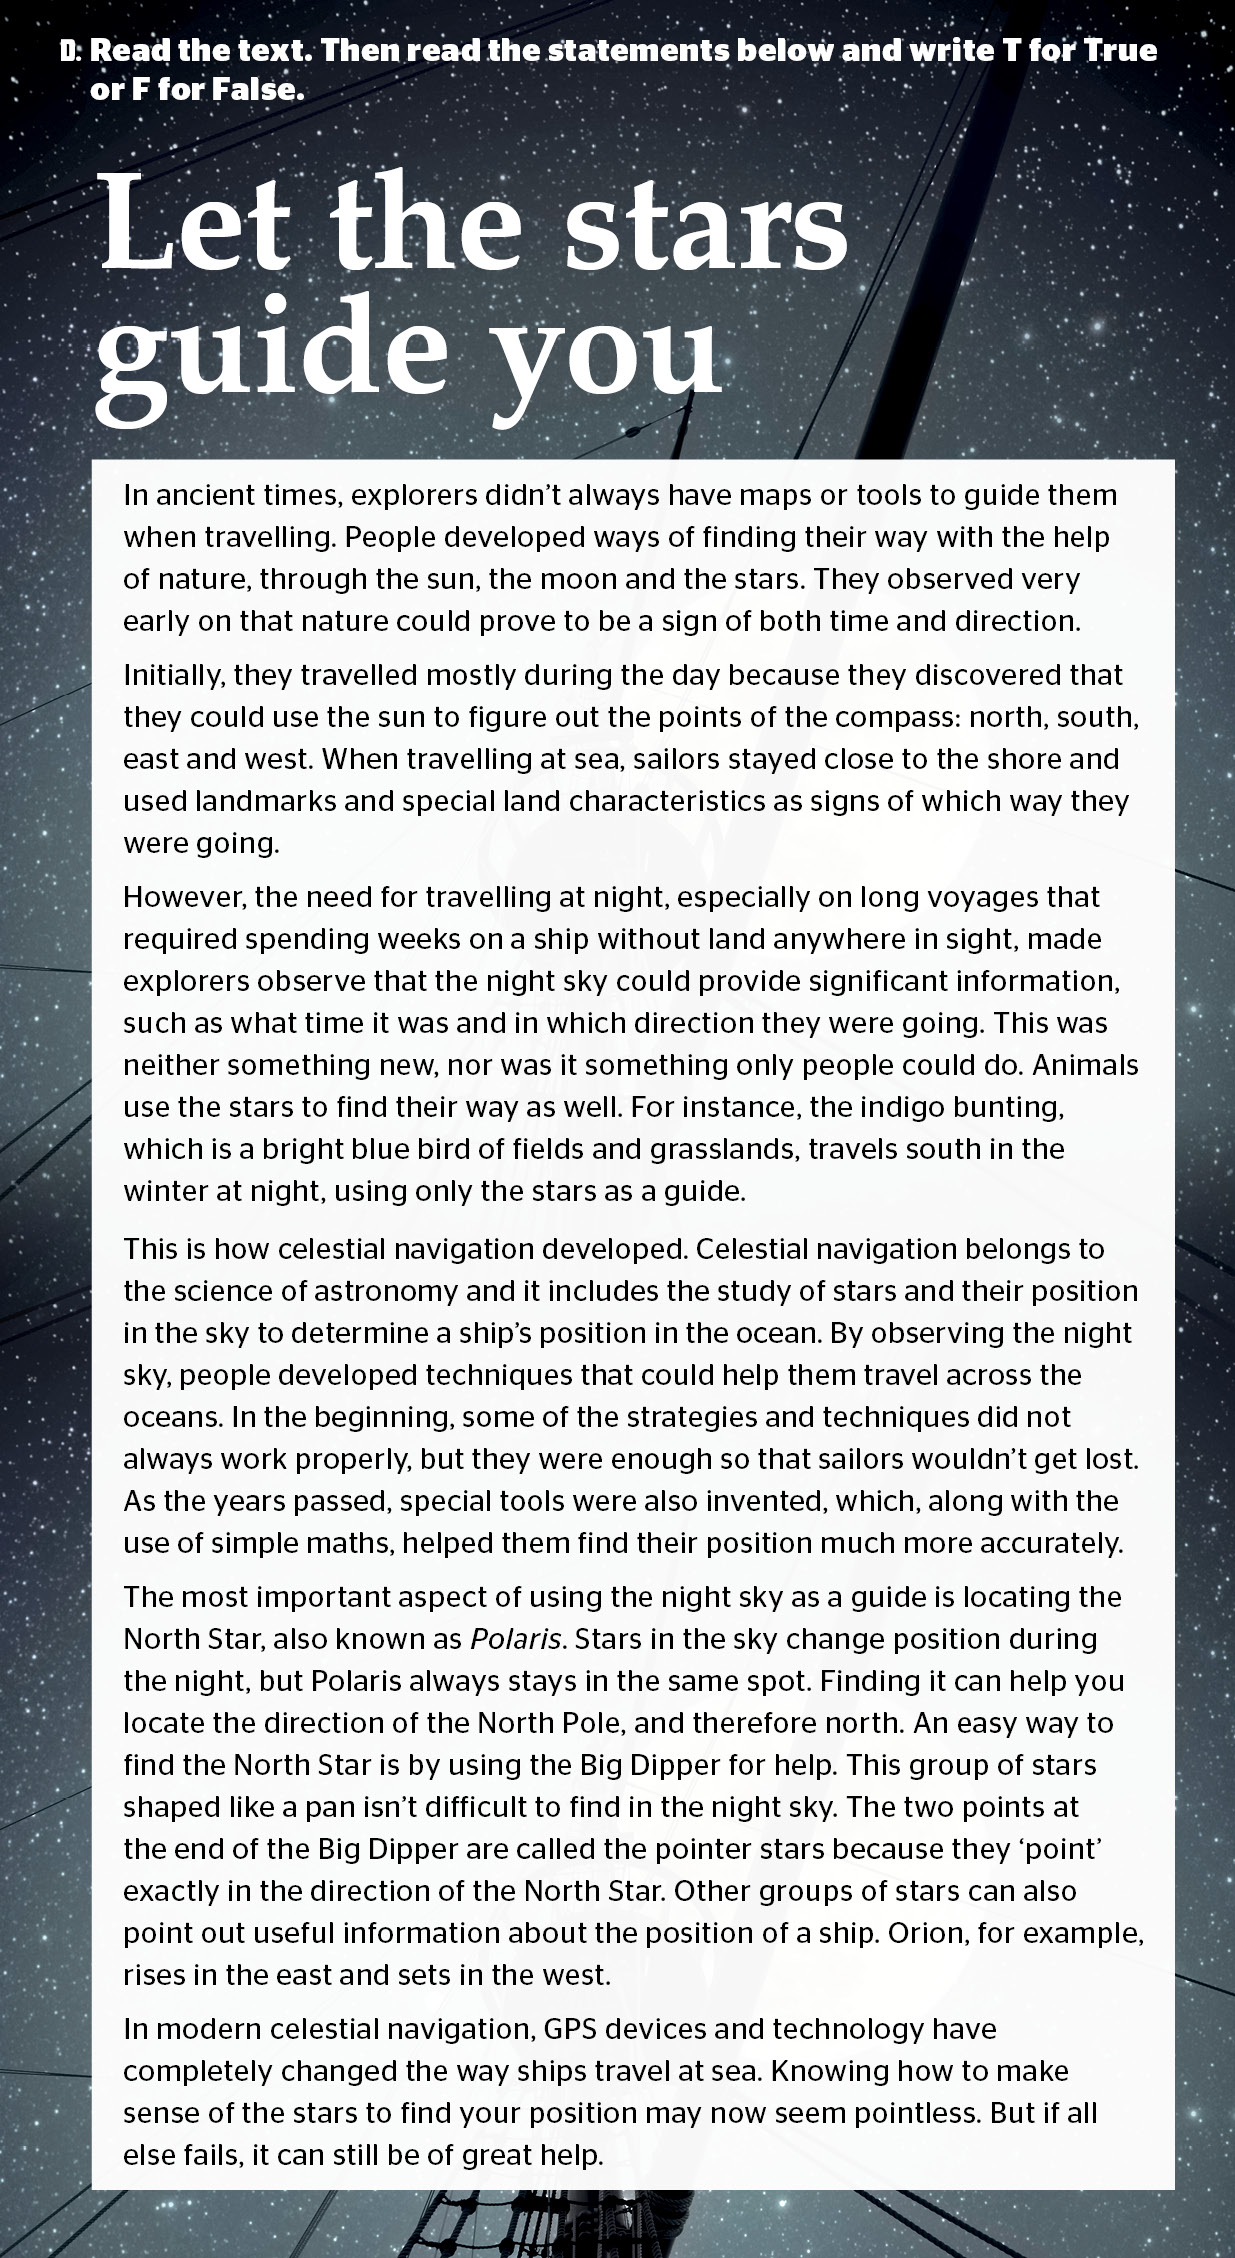 D: Read the text. Then read the statements below and write T for True
or F for False.
Let the stars
guide you
In ancient times, explorers didn’t always have maps or tools to guide them
when travelling. People developed ways of finding their way with the help
of nature, through the sun, the moon and the stars. They observed very
early on that nature could prove to be a sign of both time and direction.
Initially, they travelled mostly during the day because they discovered that
they could use the sun to figure out the points of the compass: north, south,
east and west. When travelling at sea, sailors stayed close to the shore and
used landmarks and special land characteristics as signs of which way they
were going.
However, the need for travelling at night, especially on long voyages that
required spending weeks on a ship without land anywhere in sight, made
explorers observe that the night sky could provide significant information,
such as what time it was and in which direction they were going. This was
neither something new, nor was it something only people could do. Animals
use the stars to find their way as well. For instance, the indigo bunting,
which is a bright blue bird of fields and grasslands, travels south in the
winter at night, using only the stars as a guide.
This is how celestial navigation developed. Celestial navigation belongs to
the science of astronomy and it includes the study of stars and their position
in the sky to determine a ship’s position in the ocean. By observing the night
sky, people developed techniques that could help them travel across the
oceans. In the beginning, some of the strategies and techniques did not
always work properly, but they were enough so that sailors wouldn’t get lost.
As the years passed, special tools were also invented, which, along with the
use of simple maths, helped them find their position much more accurately.
The most important aspect of using the night sky as a guide is locating the
North Star, also known as Polaris. Stars in the sky change position during
the night, but Polaris always stays in the same spot. Finding it can help you
locate the direction of the North Pole, and therefore north. An easy way to
find the North Star is by using the Big Dipper for help. This group of stars
shaped like a pan isn’t difficult to find in the night sky. The two points at
the end of the Big Dipper are called the pointer stars because they ‘point’
exactly in the direction of the North Star. Other groups of stars can also
point out useful information about the position of a ship. Orion, for example,
rises in the east and sets in the west.
In modern celestial navigation, GPS devices and technology have
completely changed the way ships travel at sea. Knowing how to make
sense of the stars to find your position may now seem pointless. But if all
else fails, it can still be of great help.